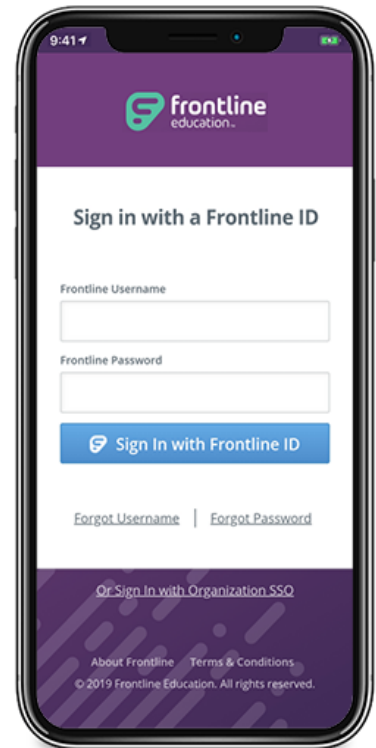 9:41
frontline
education™
Sign in with a Frontline ID
Frontline Username
Frontline Password
Sign In with Frontline ID
Forgot Username | Forgot Password
Or Sign In with Organization SSO
About Frontline Terms & Conditions
© 2019 Frontline Education. All rights reserved.